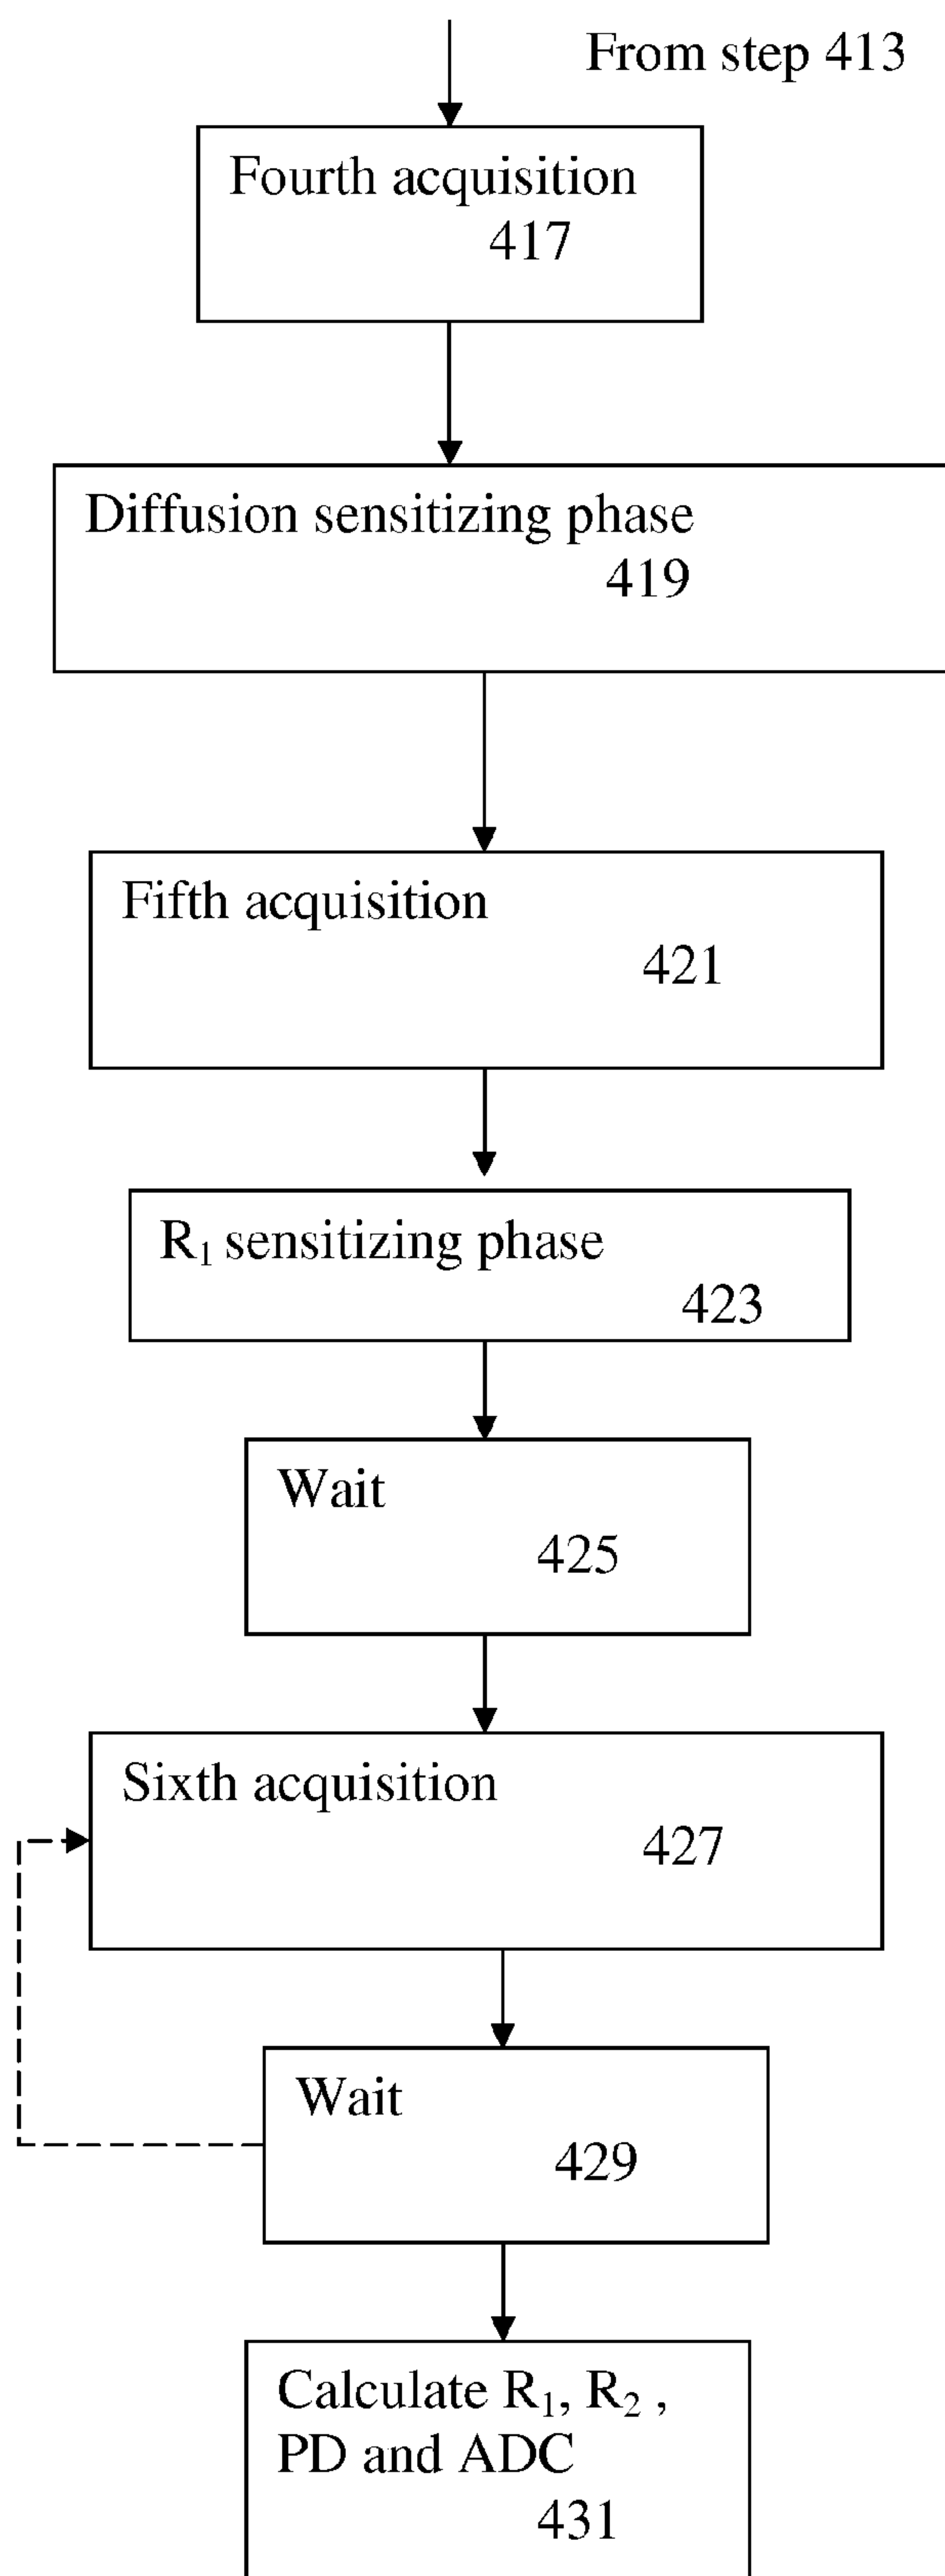 From step 413
Fourth acquisition
417
Diffusion sensitizing phase
419
Fifth acquisition
421
R₁ sensitizing phase
423
Wait
425
Sixth acquisition
427
Wait
429
Calculate R₁, R₂ ,
PD and ADC
431